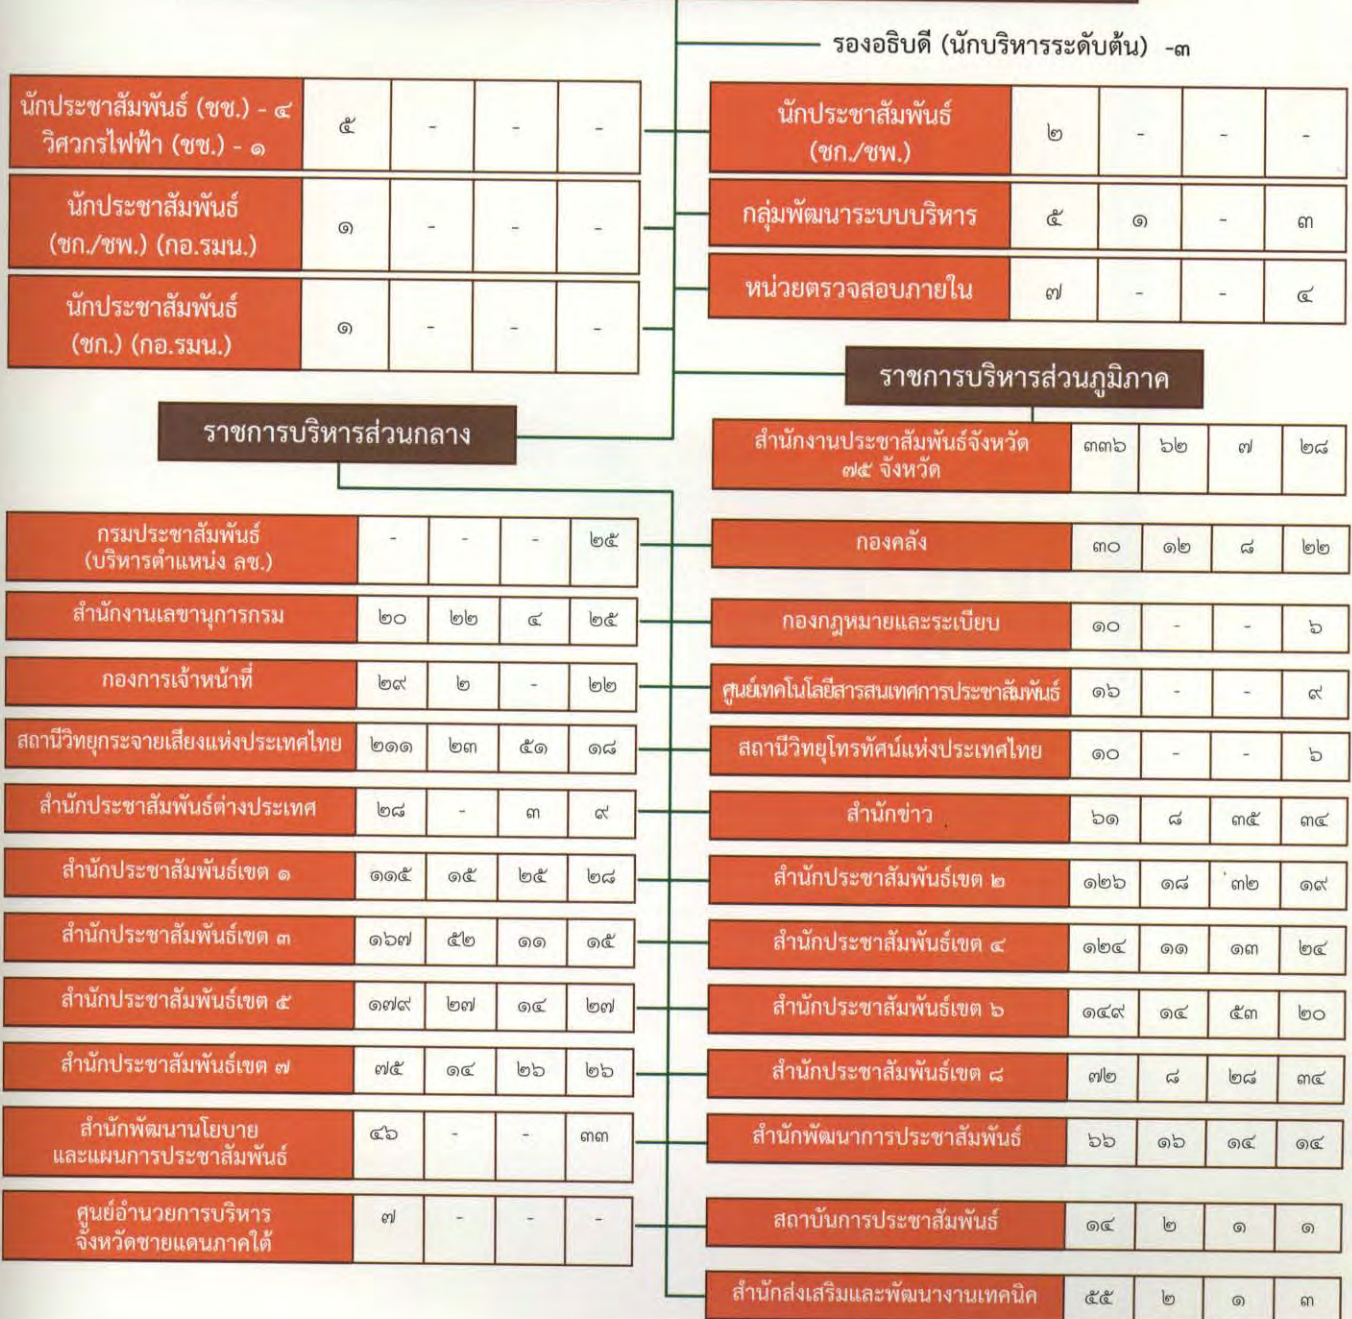 รองอธิบดี (นักบริหารระดับต้น) -๓
นักประชาสัมพันธ์ (ชช.) - ๔
วิศวกรไฟฟ้า (ชช.) - ๑
๕ - - -
นักประชาสัมพันธ์
(ชก./ชพ.)
๒ - - -
นักประชาสัมพันธ์
(ชก./ชพ.) (กอ.รมน.)
๑ - - -
กลุ่มพัฒนาระบบบริหาร ๕ ๑ - ๓
นักประชาสัมพันธ์
(ชก.) (กอ.รมน.)
๑ - - -
หน่วยตรวจสอบภายใน ๗ - - ๔
ราชการบริหารส่วนภูมิภาค
ราชการบริหารส่วนกลาง
สำนักงานประชาสัมพันธ์จังหวัด
๗๕ จังหวัด
๓๓๖ ๖๒ ๗ ๒๘
กรมประชาสัมพันธ์
(บริหารตำแหน่ง ลช.)
- - - ๒๕
กองคลัง ๓๐ ๑๒ ๘ ๒๒
สำนักงานเลขานุการกรม ๒๐ ๒๒ ๔ ๒๕
กองกฎหมายและระเบียบ ๑๐ - - ๖
กองการเจ้าหน้าที่ ๒๙ ๒ - ๒๒
ศูนย์เทคโนโลยีสารสนเทศการประชาสัมพันธ์ ๑๖ - - ๙
สถานีวิทยุกระจายเสียงแห่งประเทศไทย ๒๑๑ ๒๓ ๕๑ ๑๘
สถานีวิทยุโทรทัศน์แห่งประเทศไทย ๑๐ - - ๖
สำนักประชาสัมพันธ์ต่างประเทศ ๒๘ - ๓ ๙
สำนักข่าว ๖๑ ๘ ๓๕ ๓๔
สำนักประชาสัมพันธ์เขต ๑ ๑๑๕ ๑๕ ๒๕ ๒๘
สำนักประชาสัมพันธ์เขต ๒ ๑๒๖ ๑๘ ๓๒ ๑๙
สำนักประชาสัมพันธ์เขต ๓ ๑๖๗ ๕๒ ๑๑ ๑๕
สำนักประชาสัมพันธ์เขต ๔ ๑๒๔ ๑๑ ๑๓ ๒๔
สำนักประชาสัมพันธ์เขต ๕ ๑๗๙ ๒๗ ๑๔ ๒๗
สำนักประชาสัมพันธ์เขต ๖ ๑๔๙ ๑๔ ๕๓ ๒๐
สำนักประชาสัมพันธ์เขต ๗ ๗๕ ๑๔ ๒๖ ๒๖
สำนักประชาสัมพันธ์เขต ๘ ๗๒ ๘ ๒๘ ๓๔
สำนักพัฒนานโยบาย
และแผนการประชาสัมพันธ์
๔๖ - - ๓๓
สำนักพัฒนาการประชาสัมพันธ์ ๖๖ ๑๖ ๑๔ ๑๔
ศูนย์อำนวยการบริหาร
จังหวัดชายแดนภาคใต้
๗ - - -
สถาบันการประชาสัมพันธ์ ๑๔ ๒ ๑ ๑
สำนักส่งเสริมและพัฒนางานเทคนิค ๕๕ ๒ ๑ ๓